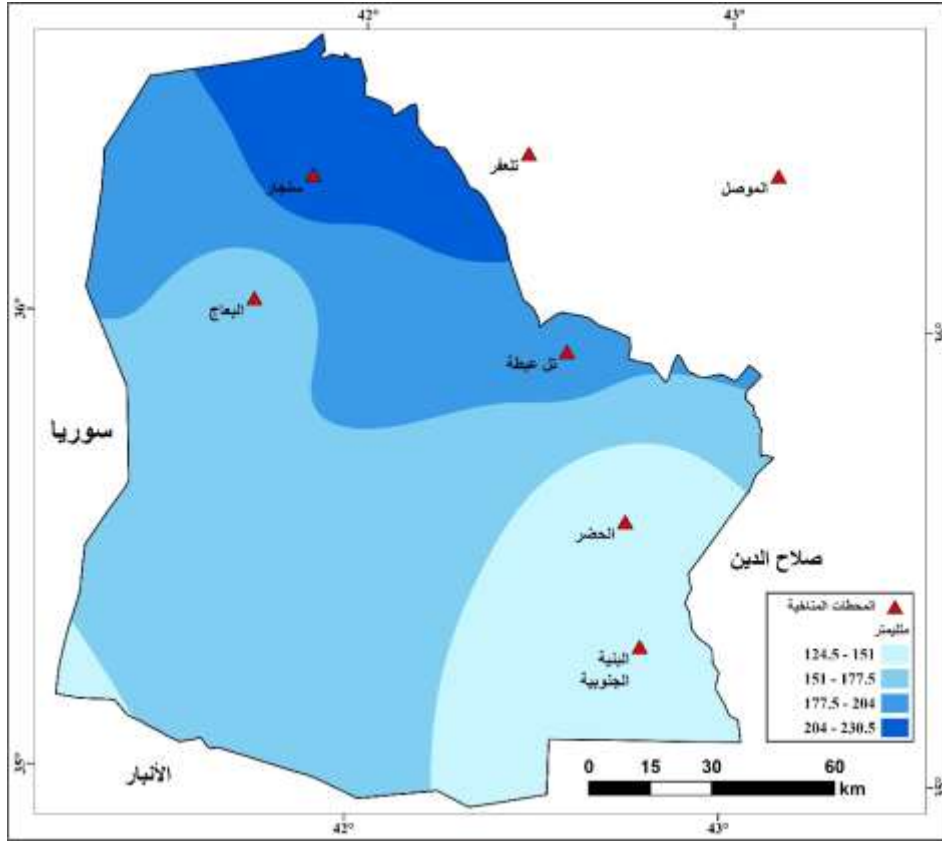 42°
43°
تلعفر
الموصل
سنجار
36°
البعاج
36°
تل عبطة
سوريا
الحضر
صلاح الدين
المحطات المناخية
مليمتر
124.5 - 151
151 - 177.5
177.5 - 204
204 - 230.5
البنية
الجنوبية
35°
الأنبار
0 15 30 60
km
35°
42°
43°